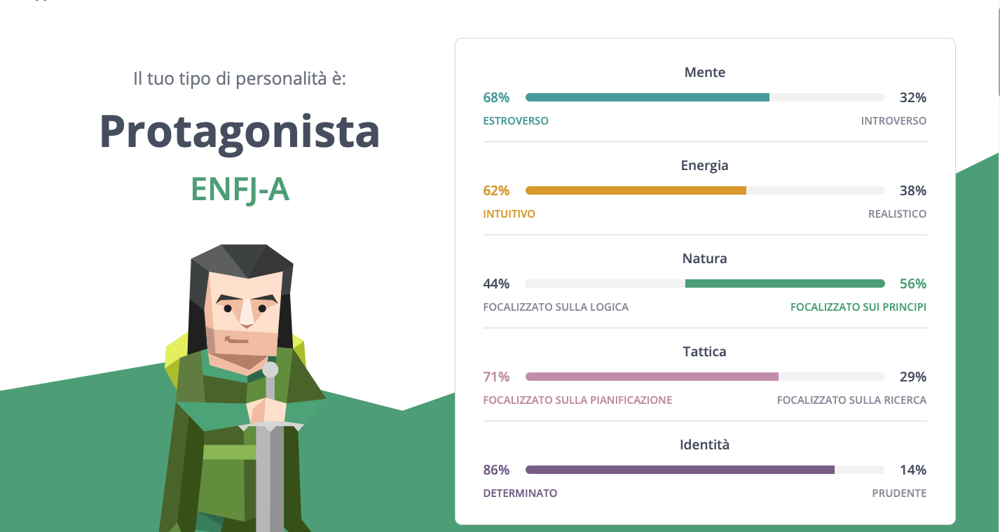 Il tuo tipo di personalità è:
Protagonista
ENFJ-A
Mente
68% 32%
ESTROVERSO INTROVERSO
Energia
62% 38%
INTUITIVO REALISTICO
Natura
44% 56%
FOCALIZZATO SULLA LOGICA FOCALIZZATO SUI PRINCIPI
Tattica
71% 29%
FOCALIZZATO SULLA PIANIFICAZIONE FOCALIZZATO SULLA RICERCA
Identità
86% 14%
DETERMINATO PRUDENTE